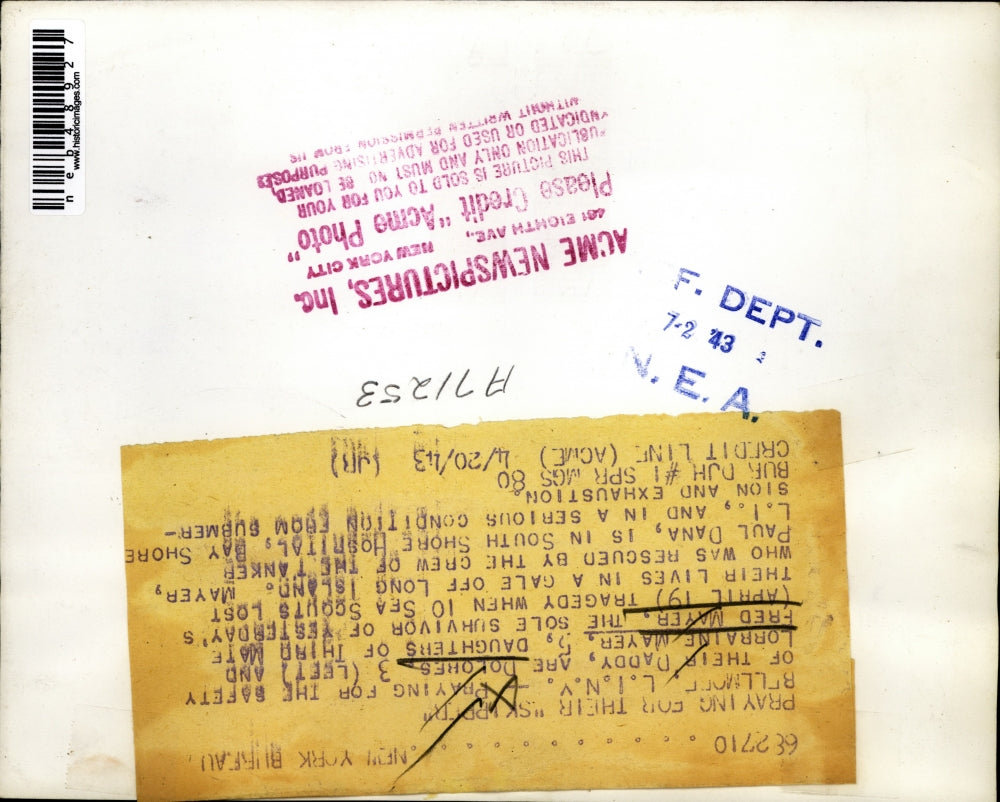 neb48927
www.historicimages.com
ACME NEWSPICTURES, Inc.
461 EIGHTH AVE., NEW YORK CITY
Please Credit "Acme Photo"
THIS PICTURE IS SOLD TO YOU FOR YOUR
PUBLICATION ONLY AND MUST NO BE LOANED,
YNDICATED OR USED FOR ADVERTISING PURPOSES
WITHOUT WRITTEN PERMISSION FROM US
F. DEPT.
7-2 '43
N. E. A.
A71253
682710 . . . . . . . . . . . . . NEW YORK BUREAU
PRAYING FOR THEIR "SKIPPER"
BELLMORE, L.I.N.Y. -- PRAYING FOR THE SAFETY
OF THEIR DADDY, ARE DOLORES 3 (LEFT) AND
LORRAINE MAYER, 5, DAUGHTERS OF THIRD MATE
FRED MAYER, THE SOLE SURVIVOR OF YESTERDAY'S
(APRIL 19) TRAGEDY WHEN 10 SEA SCOUTS LOST
THEIR LIVES IN A GALE OFF LONG ISLAND. MAYER,
WHO WAS RESCUED BY THE CREW OF THE TANKER
PAUL DANA, IS IN SOUTH SHORE HOSPITAL, BAY SHORE
L.I., AND IN A SERIOUS CONDITION FROM SUBMER-
SION AND EXHAUSTION.
BUR DJH #1 SPR MGS 80
CREDIT LINE (ACME) 4/20/43 (JB)